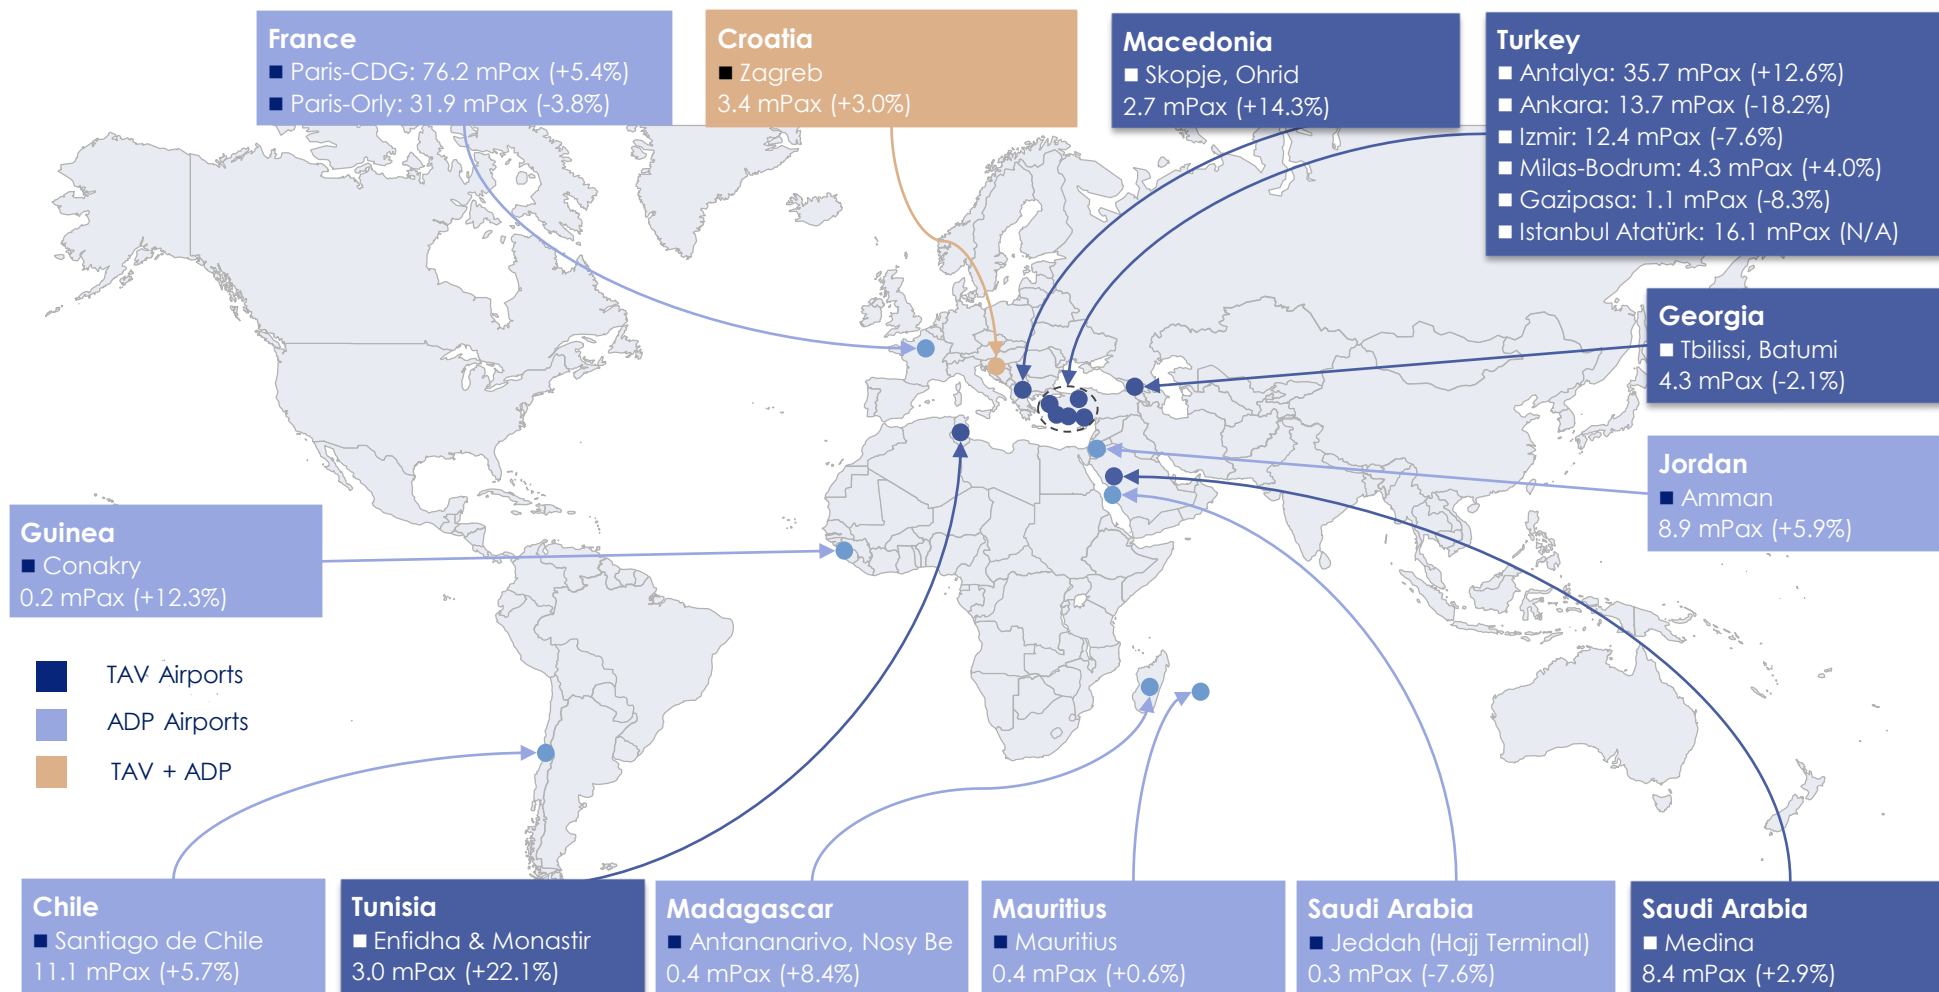 France
Paris-CDG: 76.2 mPax (+5.4%)
Paris-Orly: 31.9 mPax (-3.8%)
Croatia
Zagreb
3.4 mPax (+3.0%)
Macedonia
Skopje, Ohrid
2.7 mPax (+14.3%)
Turkey
Antalya: 35.7 mPax (+12.6%)
Ankara: 13.7 mPax (-18.2%)
Izmir: 12.4 mPax (-7.6%)
Milas-Bodrum: 4.3 mPax (+4.0%)
Gazipasa: 1.1 mPax (-8.3%)
Istanbul Atatürk: 16.1 mPax (N/A)
Georgia
Tbilissi, Batumi
4.3 mPax (-2.1%)
Jordan
Amman
8.9 mPax (+5.9%)
Guinea
Conakry
0.2 mPax (+12.3%)
TAV Airports
ADP Airports
TAV + ADP
Chile
Santiago de Chile
11.1 mPax (+5.7%)
Tunisia
Enfidha & Monastir
3.0 mPax (+22.1%)
Madagascar
Antananarivo, Nosy Be
0.4 mPax (+8.4%)
Mauritius
Mauritius
0.4 mPax (+0.6%)
Saudi Arabia
Jeddah (Hajj Terminal)
0.3 mPax (-7.6%)
Saudi Arabia
Medina
8.4 mPax (+2.9%)